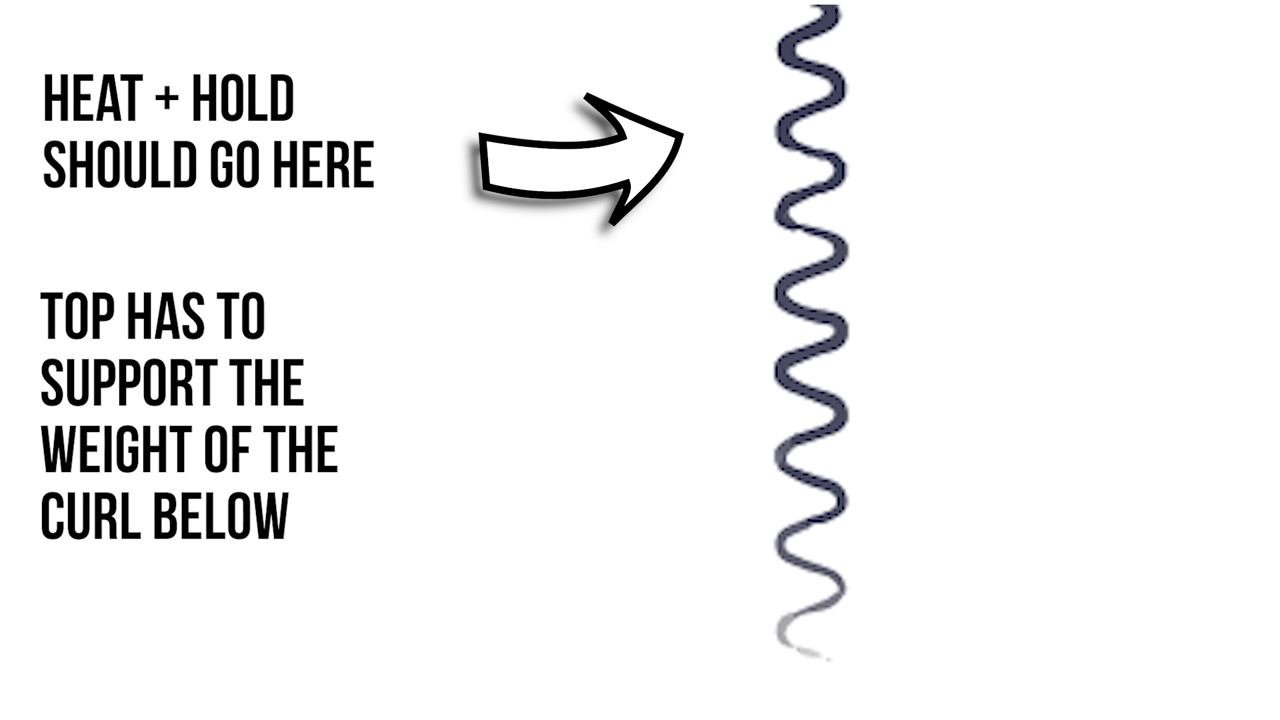 HEAT + HOLD
SHOULD GO HERE
TOP HAS TO
SUPPORT THE
WEIGHT OF THE
CURL BELOW